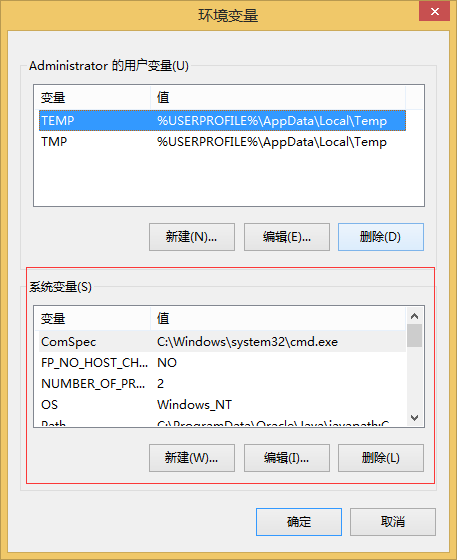 环境变量
Administrator 的用户变量(U)
变量 值
TEMP %USERPROFILE%\AppData\Local\Temp
TMP %USERPROFILE%\AppData\Local\Temp
新建(N)... 编辑(E)... 删除(D)
系统变量(S)
变量 值
ComSpec C:\Windows\system32\cmd.exe
FP_NO_HOST_CH... NO
NUMBER_OF_PR... 2
OS Windows_NT
Path C:\ProgramData\Oracle\Java\javapath;C
新建(W)... 编辑(I)... 删除(L)
确定 取消